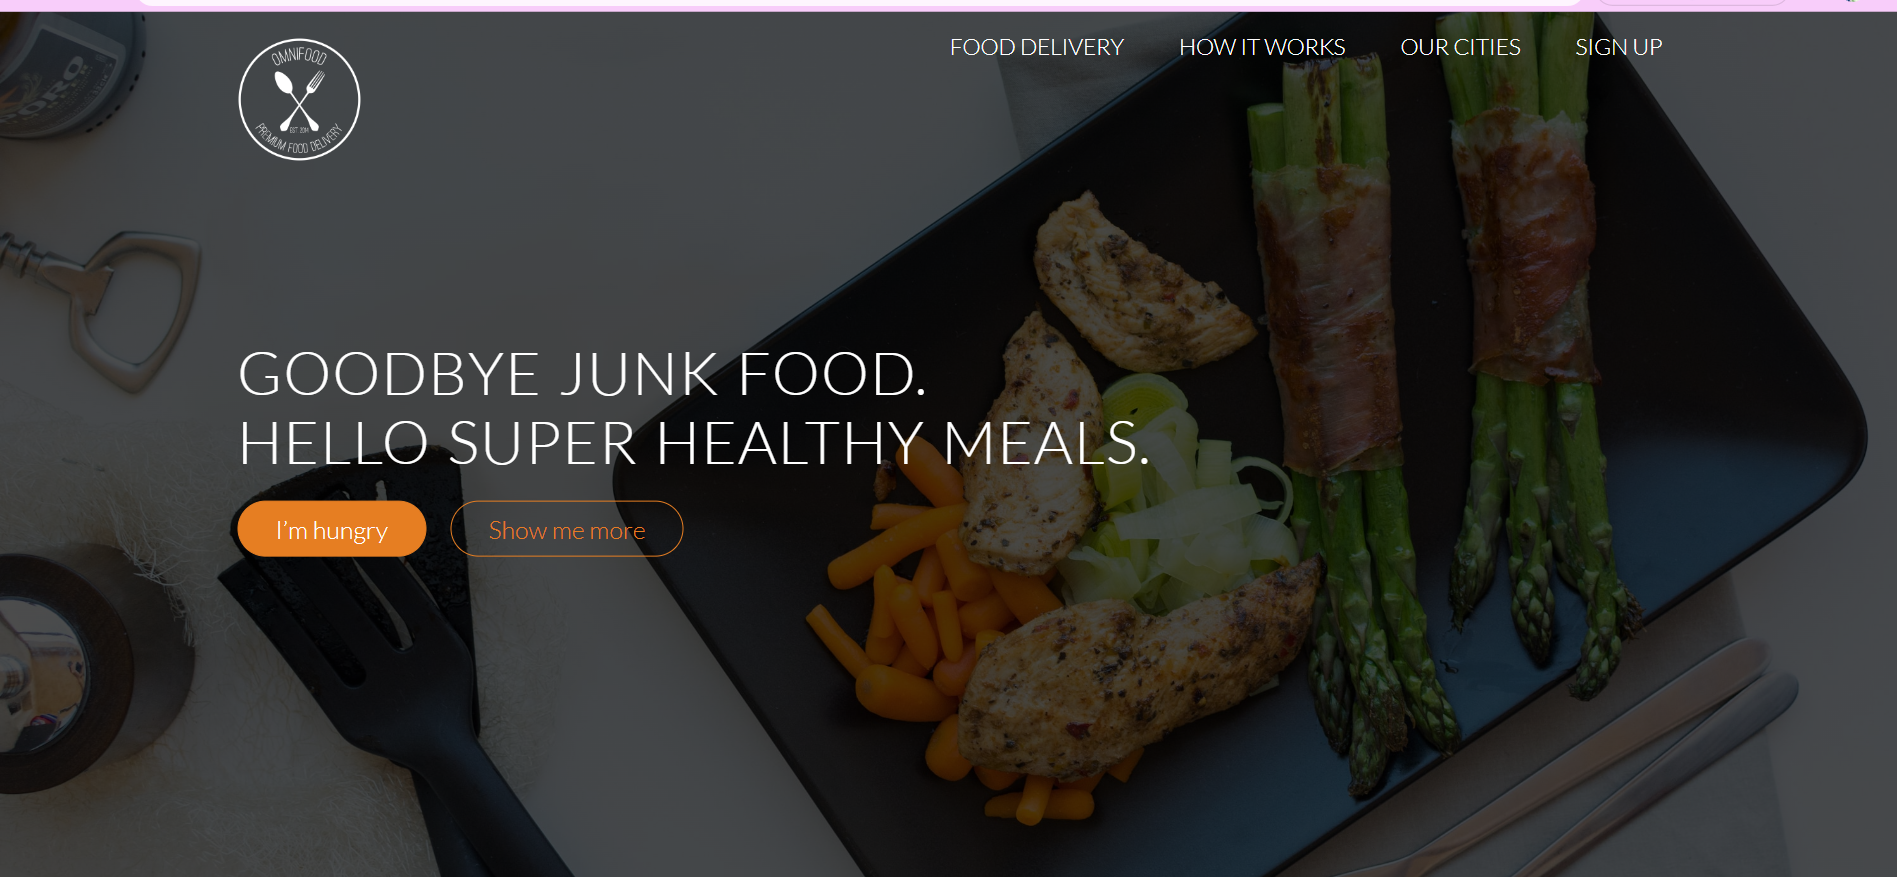 OMNIFOOD
EST. 2014
PREMIUM FOOD DELIVERY
FOOD DELIVERY HOW IT WORKS OUR CITIES SIGN UP
GOODBYE JUNK FOOD.
HELLO SUPER HEALTHY MEALS.
I'm hungry Show me more